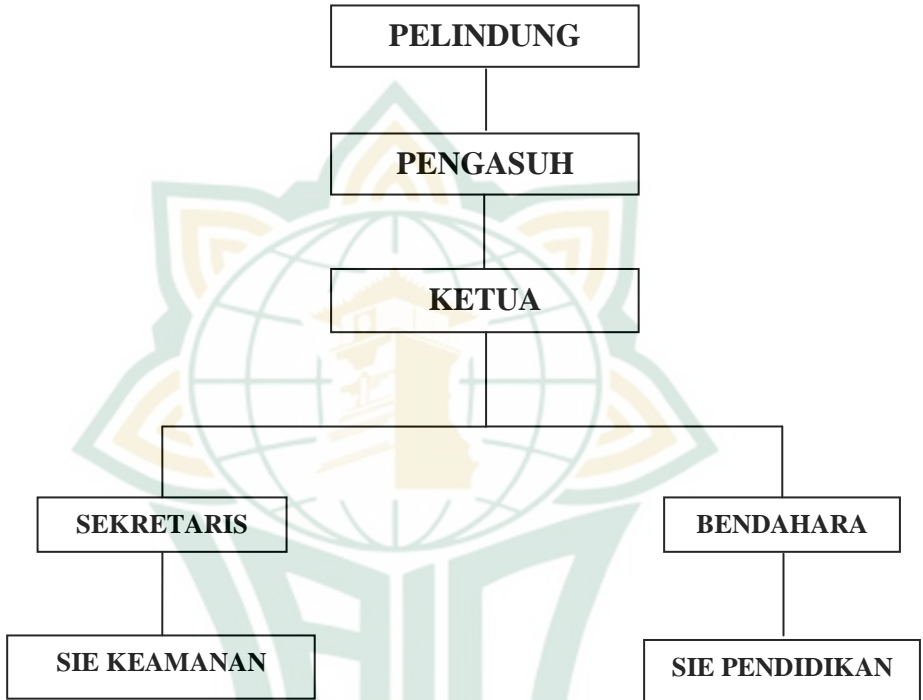 PELINDUNG
PENGASUH
KETUA
SEKRETARIS
BENDAHARA
SIE KEAMANAN
SIE PENDIDIKAN